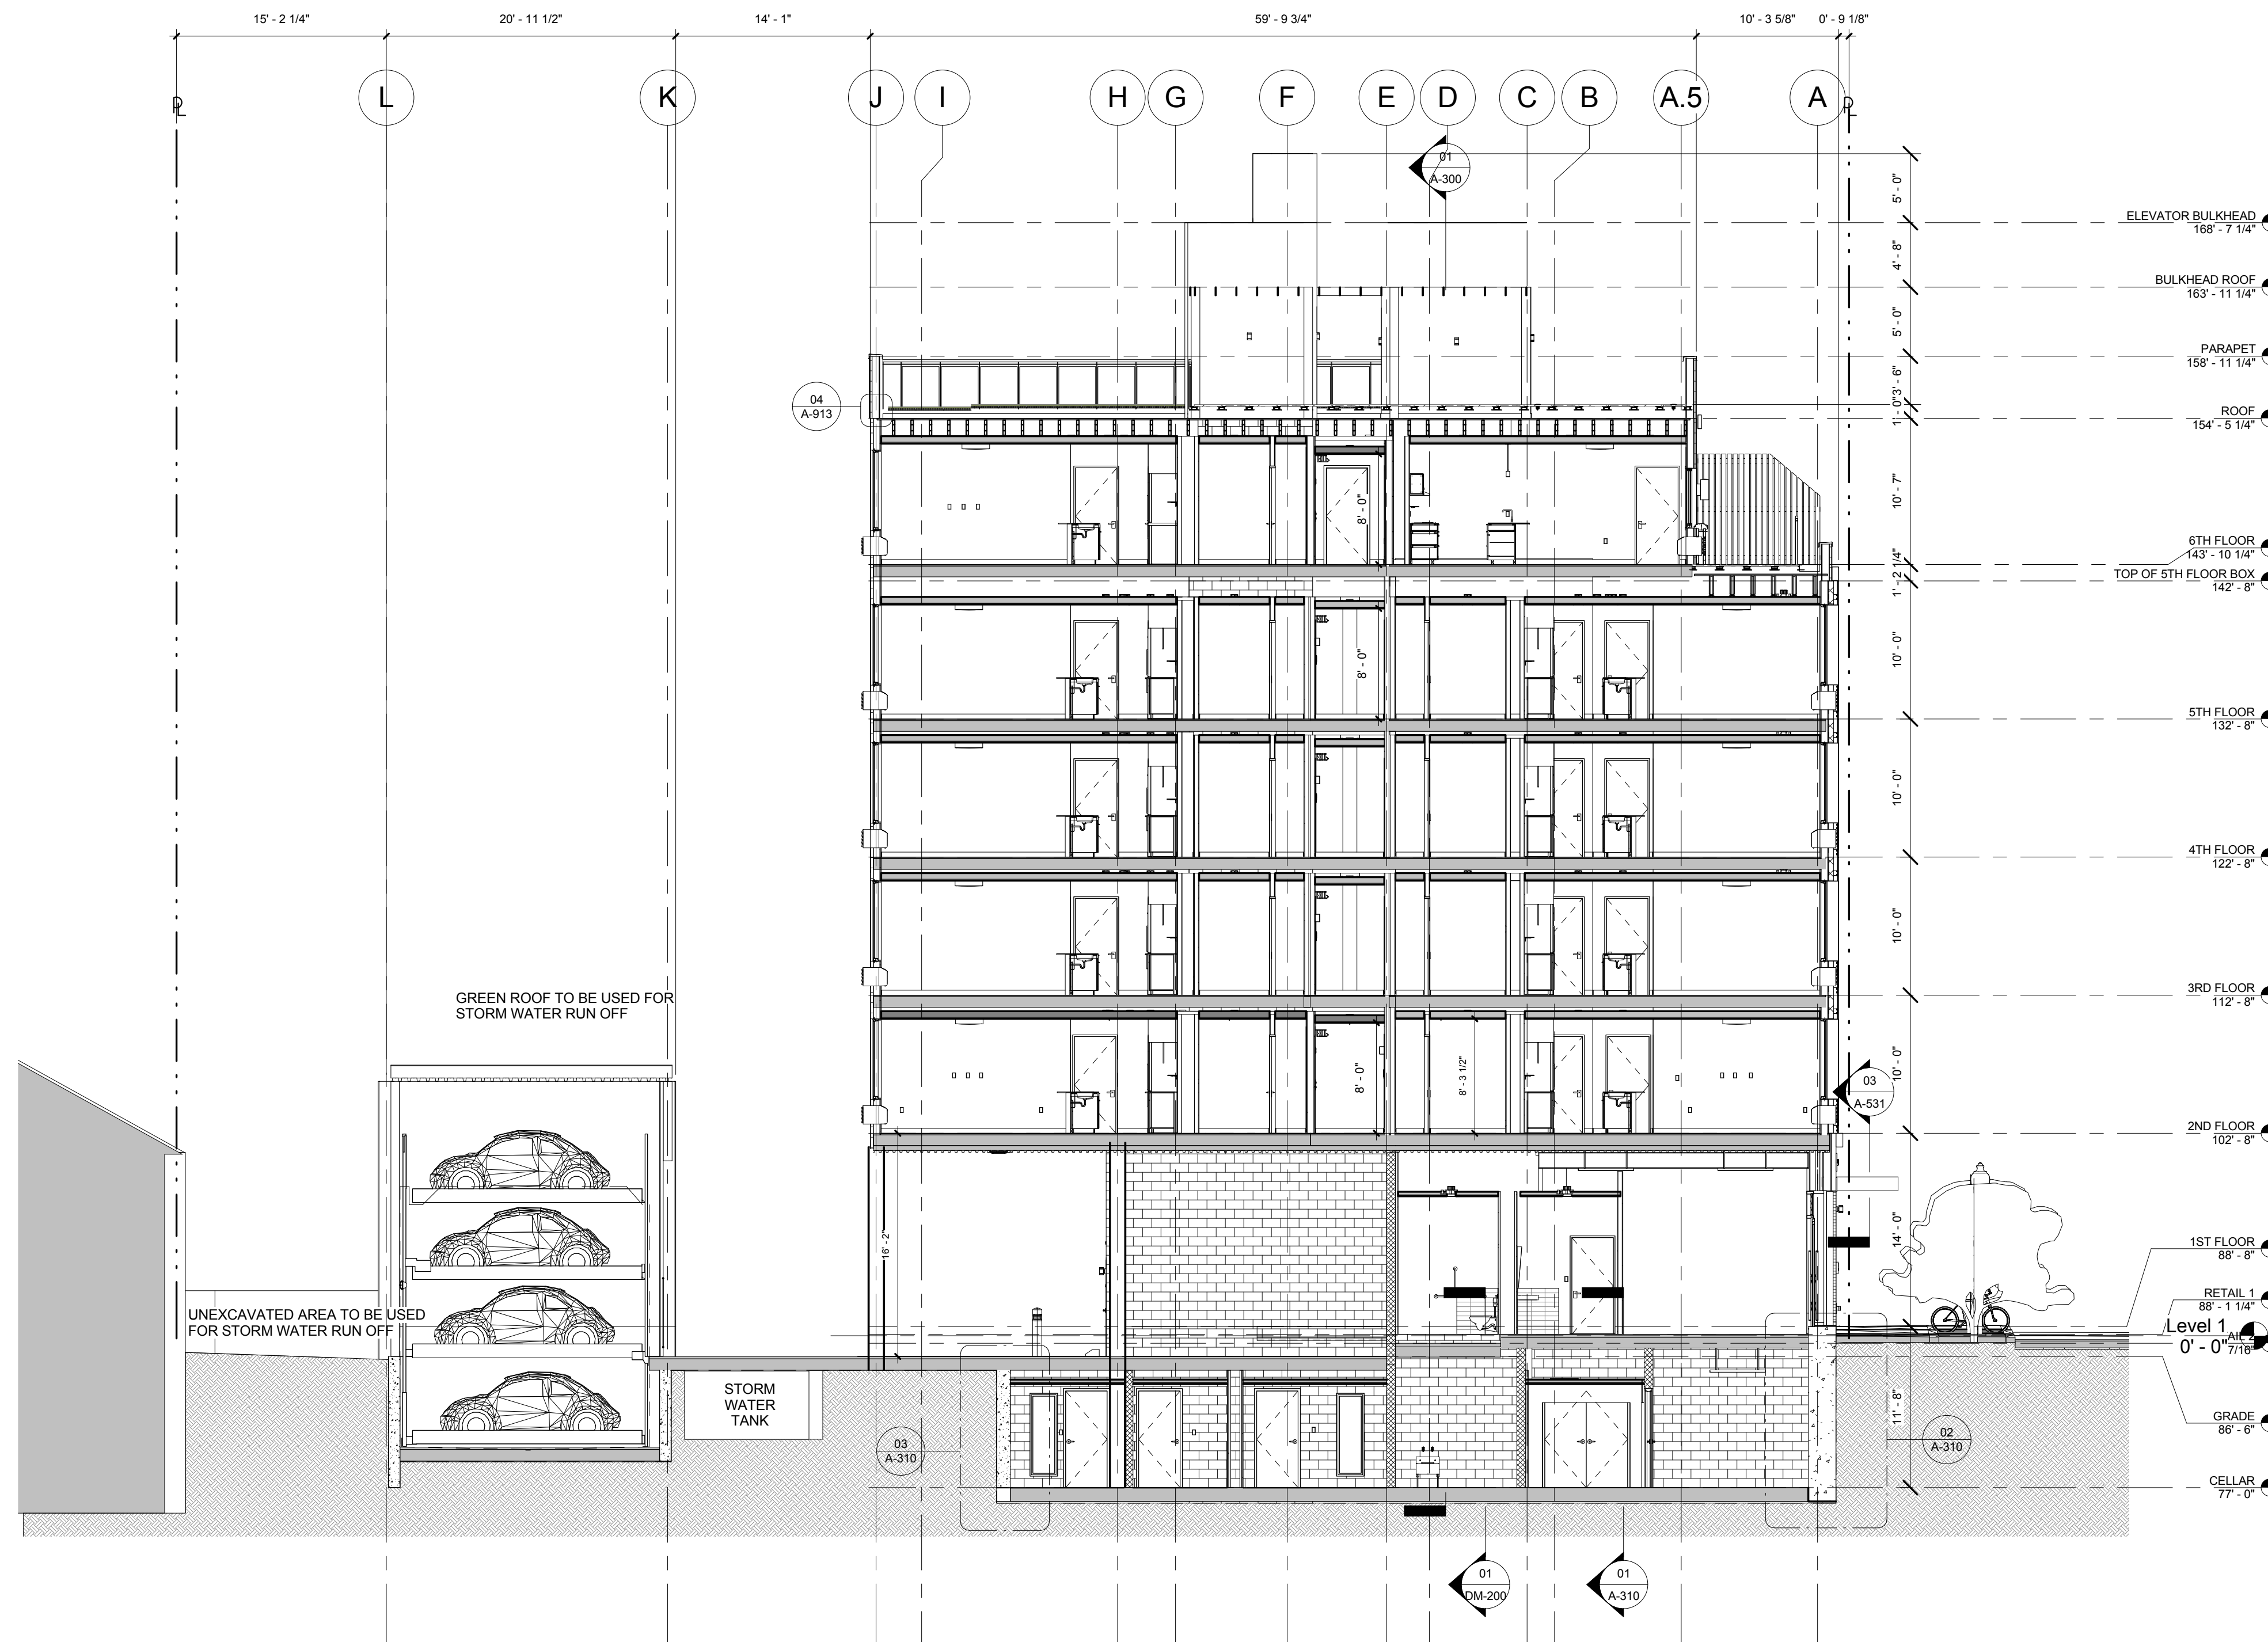 15' - 2 1/4"
20' - 11 1/2"
14' - 1"
59' - 9 3/4"
10' - 3 5/8"
0' - 9 1/8"
PL
L
K
J
I
H
G
F
E
D
C
B
A.5
A
PL
01
A-300
5' - 0"
ELEVATOR BULKHEAD
168' - 7 1/4"
4' - 8"
BULKHEAD ROOF
163' - 11 1/4"
5' - 0"
PARAPET
158' - 11 1/4"
3' - 6"
04
A-913
1' - 0"
ROOF
154' - 5 1/4"
8' - 0"
10' - 7"
6TH FLOOR
143' - 10 1/4"
1' - 2 1/4"
TOP OF 5TH FLOOR BOX
142' - 8"
8' - 0"
10' - 0"
5TH FLOOR
132' - 8"
10' - 0"
4TH FLOOR
122' - 8"
10' - 0"
GREEN ROOF TO BE USED FOR
STORM WATER RUN OFF
3RD FLOOR
112' - 8"
8' - 0"
8' - 3 1/2"
10' - 0"
03
A-531
2ND FLOOR
102' - 8"
16' - 2"
14' - 0"
1ST FLOOR
88' - 8"
RETAIL 1
88' - 1 1/4"
UNEXCAVATED AREA TO BE USED
FOR STORM WATER RUN OFF
Level 1
0' - 0"
7/16"
STORM
WATER
TANK
11' - 8"
GRADE
86' - 6"
03
A-310
02
A-310
CELLAR
77' - 0"
01
DM-200
01
A-310